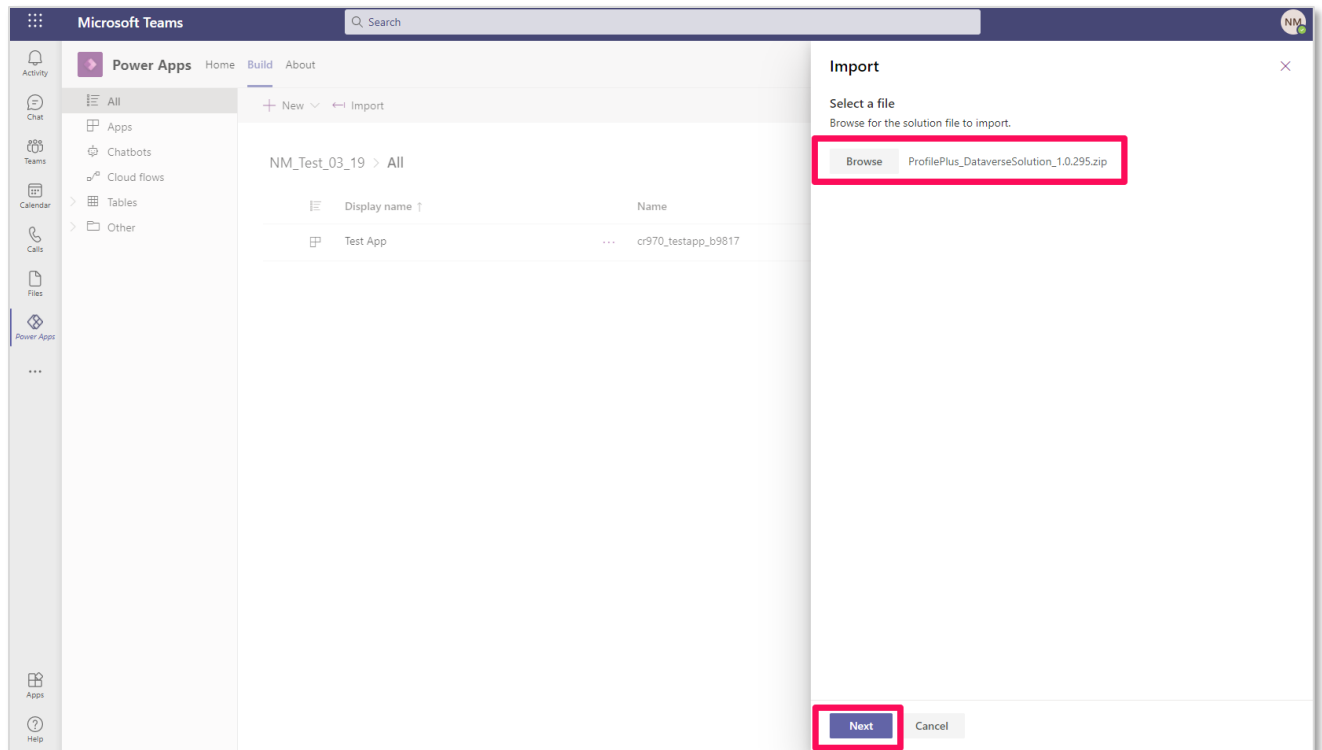 Microsoft Teams
Search
NM
Activity
Chat
Teams
Calendar
Calls
Files
Power Apps
Apps
Help
Power Apps Home Build About
All
Apps
Chatbots
Cloud flows
Tables
Other
New Import
NM_Test_03_19 > All
Display name ↑ Name
Test App ... cr970_testapp_b9817
Import
Select a file
Browse for the solution file to import.
Browse ProfilePlus_DataverseSolution_1.0.295.zip
Next Cancel